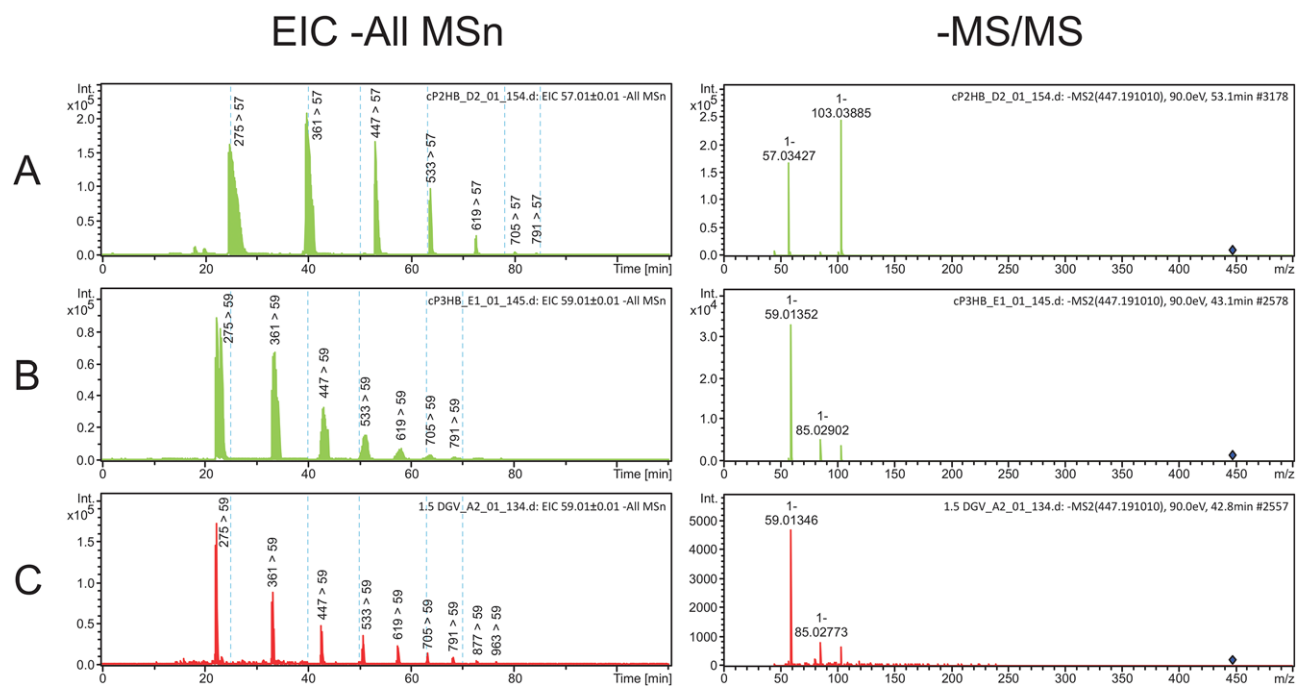 EIC -All MSn
-MS/MS
A
Int.
x10⁵
cP2HB_D2_01_154.d: EIC 57.01±0.01 -All MSn
2.0
1.5
1.0
0.5
0.0
275 > 57
361 > 57
447 > 57
533 > 57
619 > 57
705 > 57
791 > 57
0 20 40 60 80 Time [min]
Int.
x10⁵
cP2HB_D2_01_154.d: -MS2(447.191010), 90.0eV, 53.1min #3178
2.5
2.0
1.5
1.0
0.5
0.0
1-
57.03427
1-
103.03885
0 50 100 150 200 250 300 350 400 450 m/z
B
Int.
x10⁵
cP3HB_E1_01_145.d: EIC 59.01±0.01 -All MSn
0.8
0.6
0.4
0.2
0.0
275 > 59
361 > 59
447 > 59
533 > 59
619 > 59
705 > 59
791 > 59
0 20 40 60 80 Time [min]
Int.
x10⁴
cP3HB_E1_01_145.d: -MS2(447.191010), 90.0eV, 43.1min #2578
3.0
2.0
1.0
0.0
1-
59.01352
1-
85.02902
0 50 100 150 200 250 300 350 400 450 m/z
C
Int.
x10⁵
1.5 DGV_A2_01_134.d: EIC 59.01±0.01 -All MSn
1.0
0.5
0.0
275 > 59
361 > 59
447 > 59
533 > 59
619 > 59
705 > 59
791 > 59
877 > 59
963 > 59
0 20 40 60 80 Time [min]
Int.
1.5 DGV_A2_01_134.d: -MS2(447.191010), 90.0eV, 42.8min #2557
5000
4000
3000
2000
1000
0
1-
59.01346
1-
85.02773
0 50 100 150 200 250 300 350 400 450 m/z